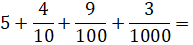 5 + 4/10 + 9/100 + 3/1000 =